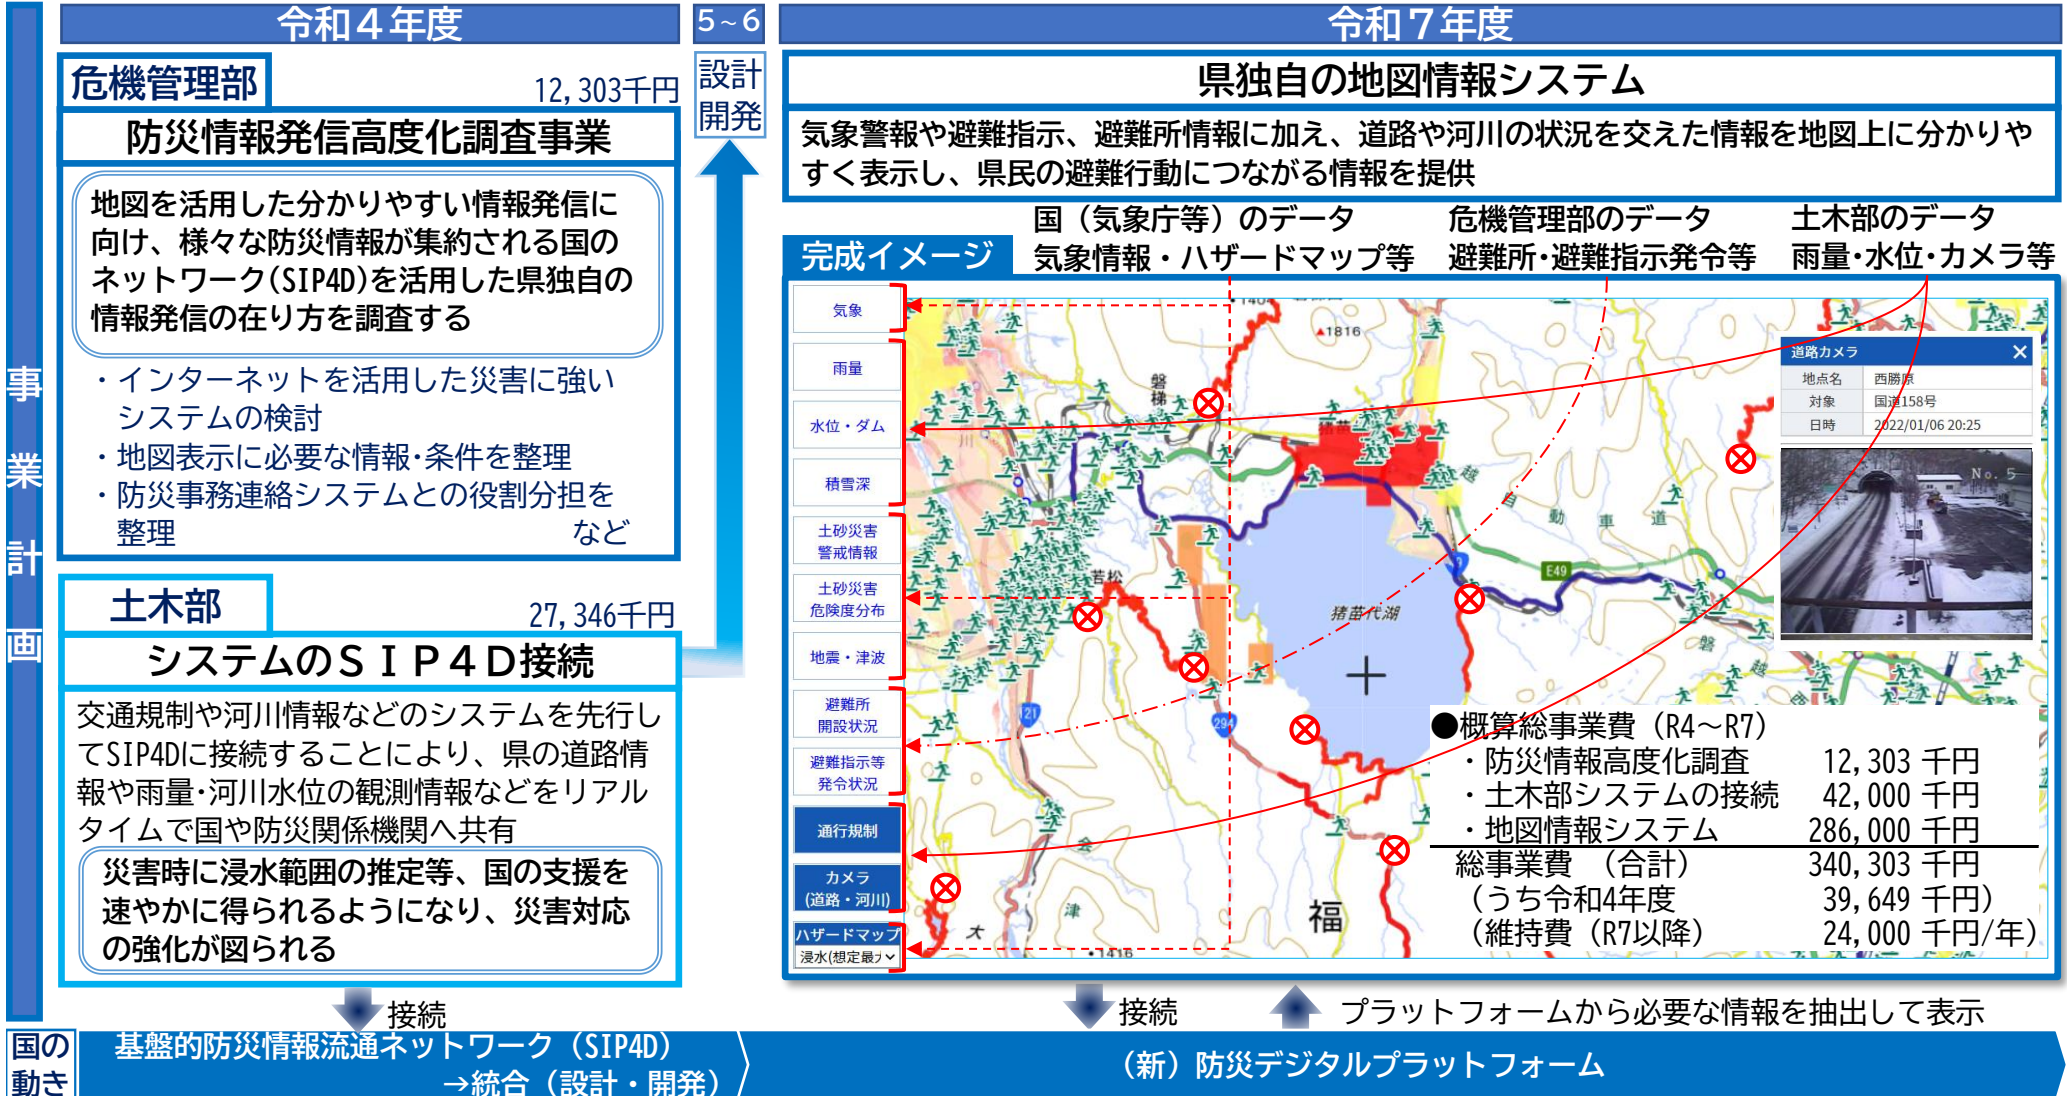 令和４年度
5~6
令和７年度
事業計画
危機管理部
12,303千円
防災情報発信高度化調査事業
地図を活用した分かりやすい情報発信に
向け、様々な防災情報が集約される国の
ネットワーク(SIP4D)を活用した県独自の
情報発信の在り方を調査する
・インターネットを活用した災害に強い
システムの検討
・地図表示に必要な情報･条件を整理
・防災事務連絡システムとの役割分担を
整理 など
土木部
27,346千円
システムのＳＩＰ４Ｄ接続
交通規制や河川情報などのシステムを先行し
てSIP4Dに接続することにより、県の道路情
報や雨量･河川水位の観測情報などをリアル
タイムで国や防災関係機関へ共有
災害時に浸水範囲の推定等、国の支援を
速やかに得られるようになり、災害対応
の強化が図られる
設計
開発
県独自の地図情報システム
気象警報や避難指示、避難所情報に加え、道路や河川の状況を交えた情報を地図上に分かりや
すく表示し、県民の避難行動につながる情報を提供
完成イメージ
国（気象庁等）のデータ
気象情報・ハザードマップ等
危機管理部のデータ
避難所･避難指示発令等
土木部のデータ
雨量･水位･カメラ等
気象
雨量
水位・ダム
積雪深
土砂災害
警戒情報
土砂災害
危険度分布
地震・津波
避難所
開設状況
避難指示等
発令状況
通行規制
カメラ
(道路・河川)
ハザードマップ
浸水(想定最大
▲1816
磐梯
川
越
自動車道
E49
若松
猪苗代湖
磐
越
121
294
会
津
大
福
•1416
道路カメラ ×
地点名 西勝原
対象 国道158号
日時 2022/01/06 20:25
No. 5
●概算総事業費（R4～R7）
・防災情報高度化調査 12,303 千円
・土木部システムの接続 42,000 千円
・地図情報システム 286,000 千円
総事業費 （合計） 340,303 千円
（うち令和4年度 39,649 千円）
（維持費（R7以降） 24,000 千円/年）
接続
接続
プラットフォームから必要な情報を抽出して表示
国の
動き
基盤的防災情報流通ネットワーク（SIP4D）
→統合（設計・開発）
（新）防災デジタルプラットフォーム